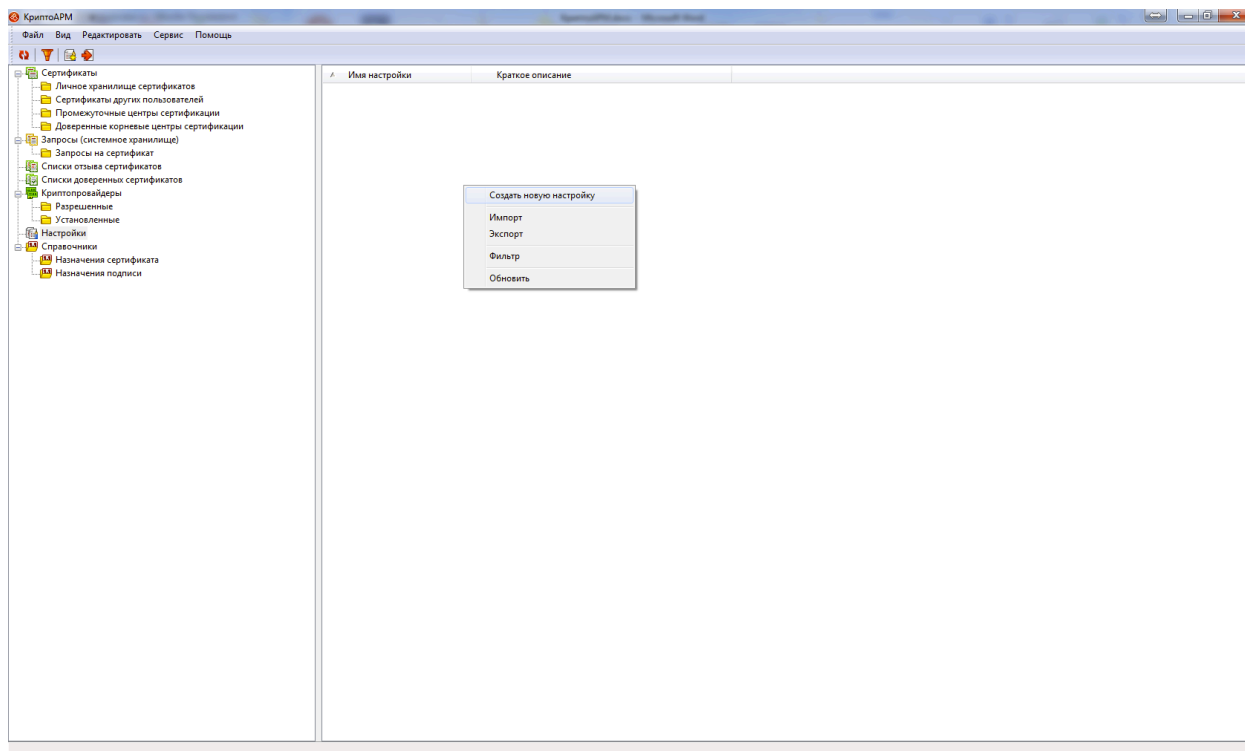 КриптоАРМ
Файл Вид Редактировать Сервис Помощь
Сертификаты
Личное хранилище сертификатов
Сертификаты других пользователей
Промежуточные центры сертификации
Доверенные корневые центры сертификации
Запросы (системное хранилище)
Запросы на сертификат
Списки отзыва сертификатов
Списки доверенных сертификатов
Криптопровайдеры
Разрешенные
Установленные
Настройки
Справочники
Назначения сертификата
Назначения подписи
Имя настройки Краткое описание
Создать новую настройку
Импорт
Экспорт
Фильтр
Обновить